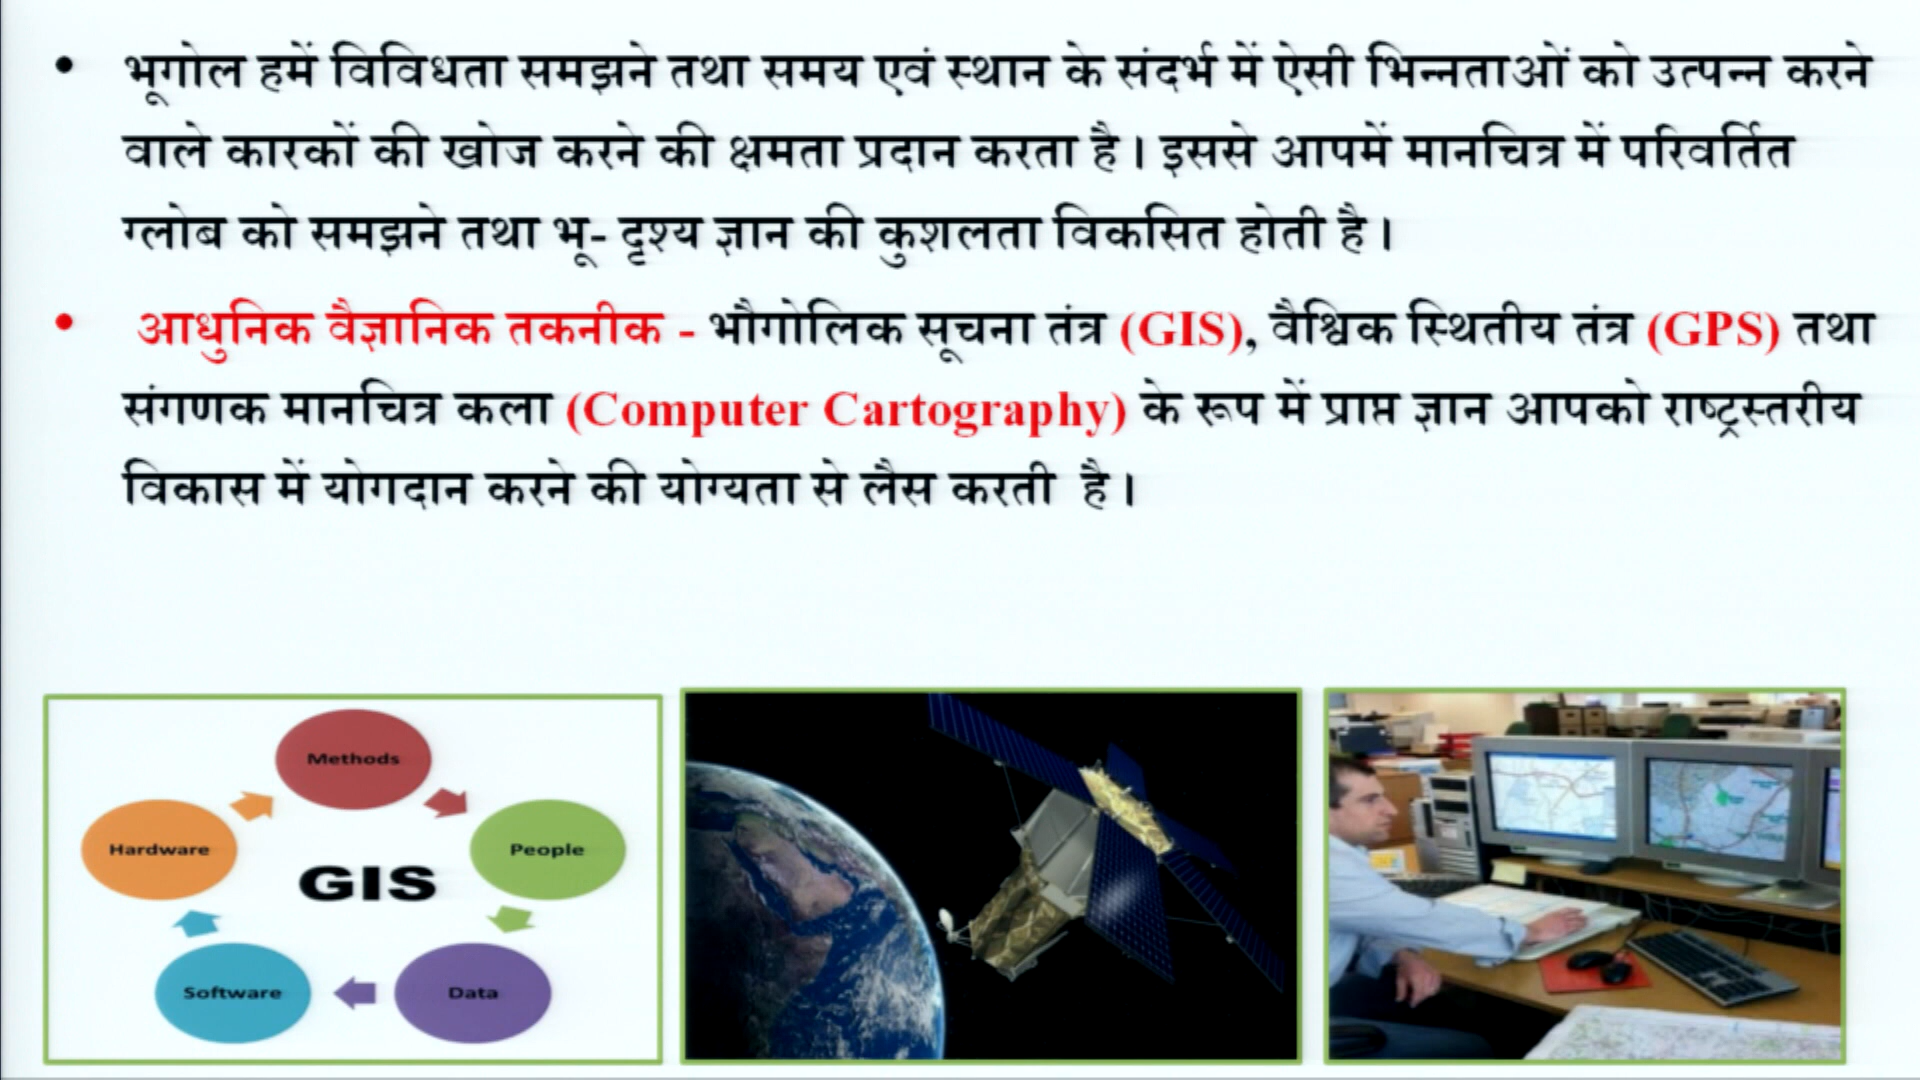 • भूगोल हमें विविधता समझने तथा समय एवं स्थान के संदर्भ में ऐसी भिन्नताओं को उत्पन्न करने
वाले कारकों की खोज करने की क्षमता प्रदान करता है। इससे आपमें मानचित्र में परिवर्तित
ग्लोब को समझने तथा भू- दृश्य ज्ञान की कुशलता विकसित होती है।
• आधुनिक वैज्ञानिक तकनीक - भौगोलिक सूचना तंत्र (GIS), वैश्विक स्थितीय तंत्र (GPS) तथा
संगणक मानचित्र कला (Computer Cartography) के रूप में प्राप्त ज्ञान आपको राष्ट्रस्तरीय
विकास में योगदान करने की योग्यता से लैस करती है।
Methods
Hardware
People
GIS
Software
Data